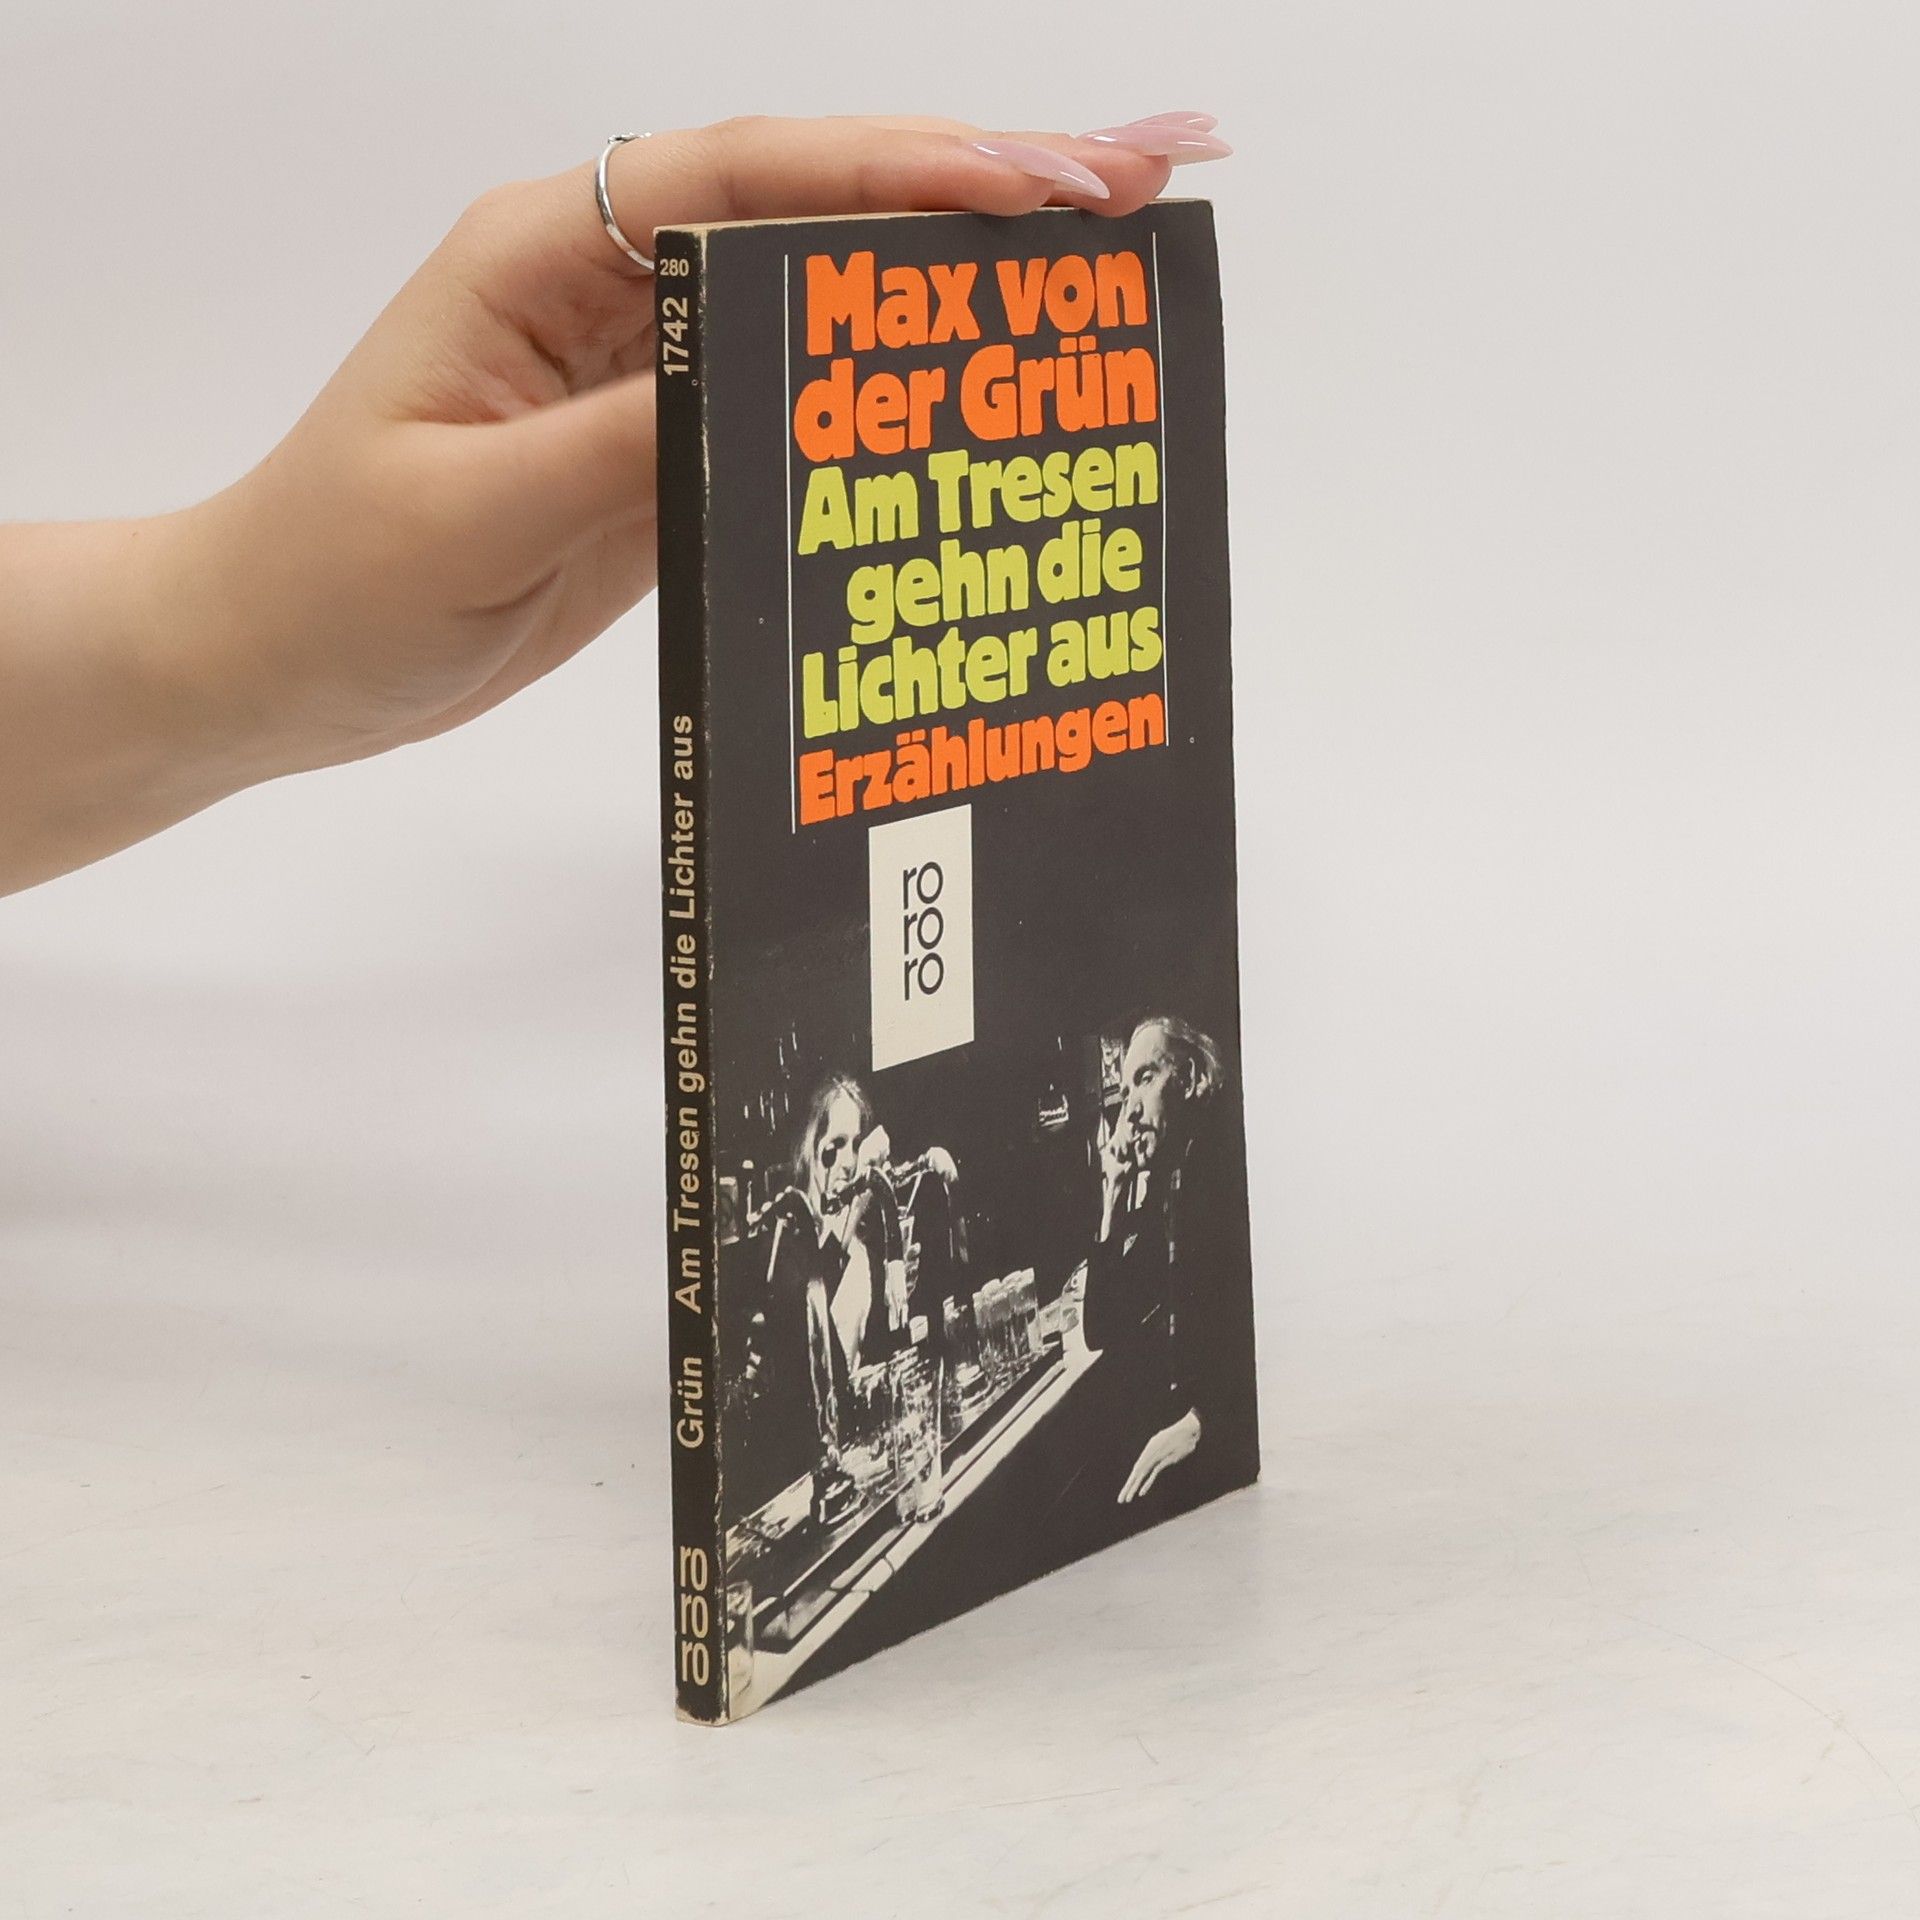 Max von
der Grün
Am Tresen
gehn die
Lichter aus
Erzählungen
ro
ro
ro
280
1742
Grün Am Tresen gehn die Lichter aus
ro
ro
ro